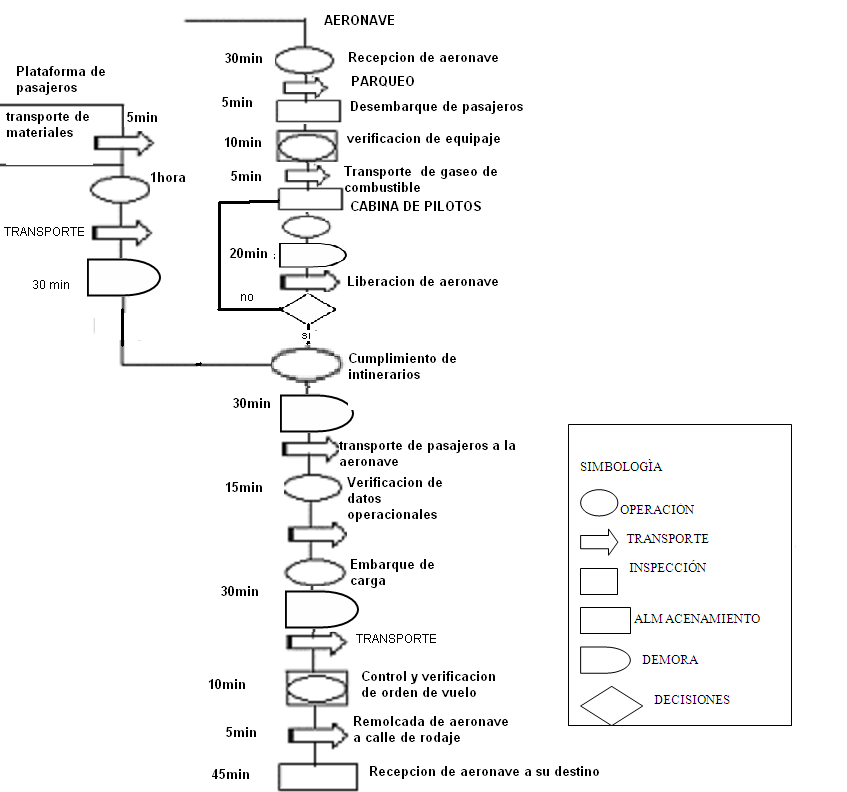 AERONAVE
30min
Recepcion de aeronave
PARQUEO
5min
Desembarque de pasajeros
10min
verificacion de equipaje
5min
Transporte de gaseo de
combustible
CABINA DE PILOTOS
20min :
Liberacion de aeronave
no
si
Plataforma de
pasajeros
transporte de
materiales
5min
1hora
TRANSPORTE
30 min
Cumplimiento de
intinerarios
30min
transporte de pasajeros a la
aeronave
15min
Verificacion de
datos
operacionales
Embarque de
carga
30min
TRANSPORTE
10min
Control y verificacion
de orden de vuelo
5min
Remolcada de aeronave
a calle de rodaje
45min
Recepcion de aeronave a su destino
SIMBOLOGÌA
OPERACIÓN
TRANSPORTE
INSPECCIÓN
ALM ACENAMIENTO
DEMORA
DECISIONES